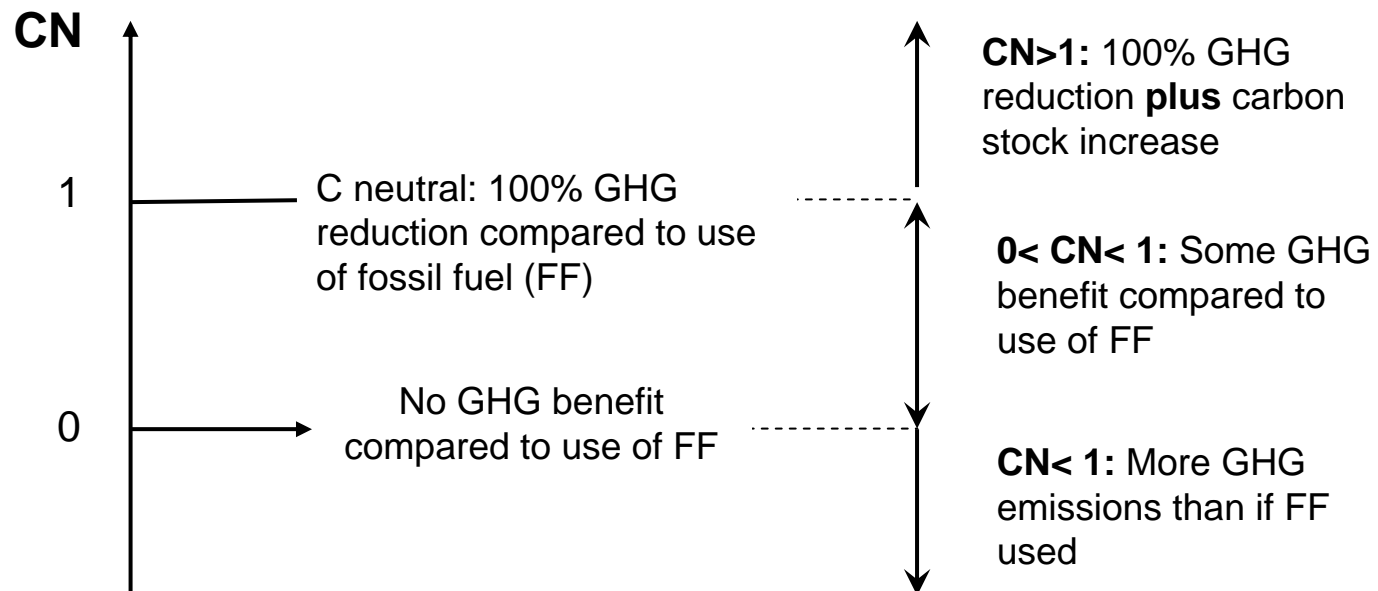 CN
CN>1: 100% GHG
reduction plus carbon
stock increase
1
C neutral: 100% GHG
reduction compared to use
of fossil fuel (FF)
0< CN< 1: Some GHG
benefit compared to
use of FF
0
No GHG benefit
compared to use of FF
CN< 1: More GHG
emissions than if FF
used